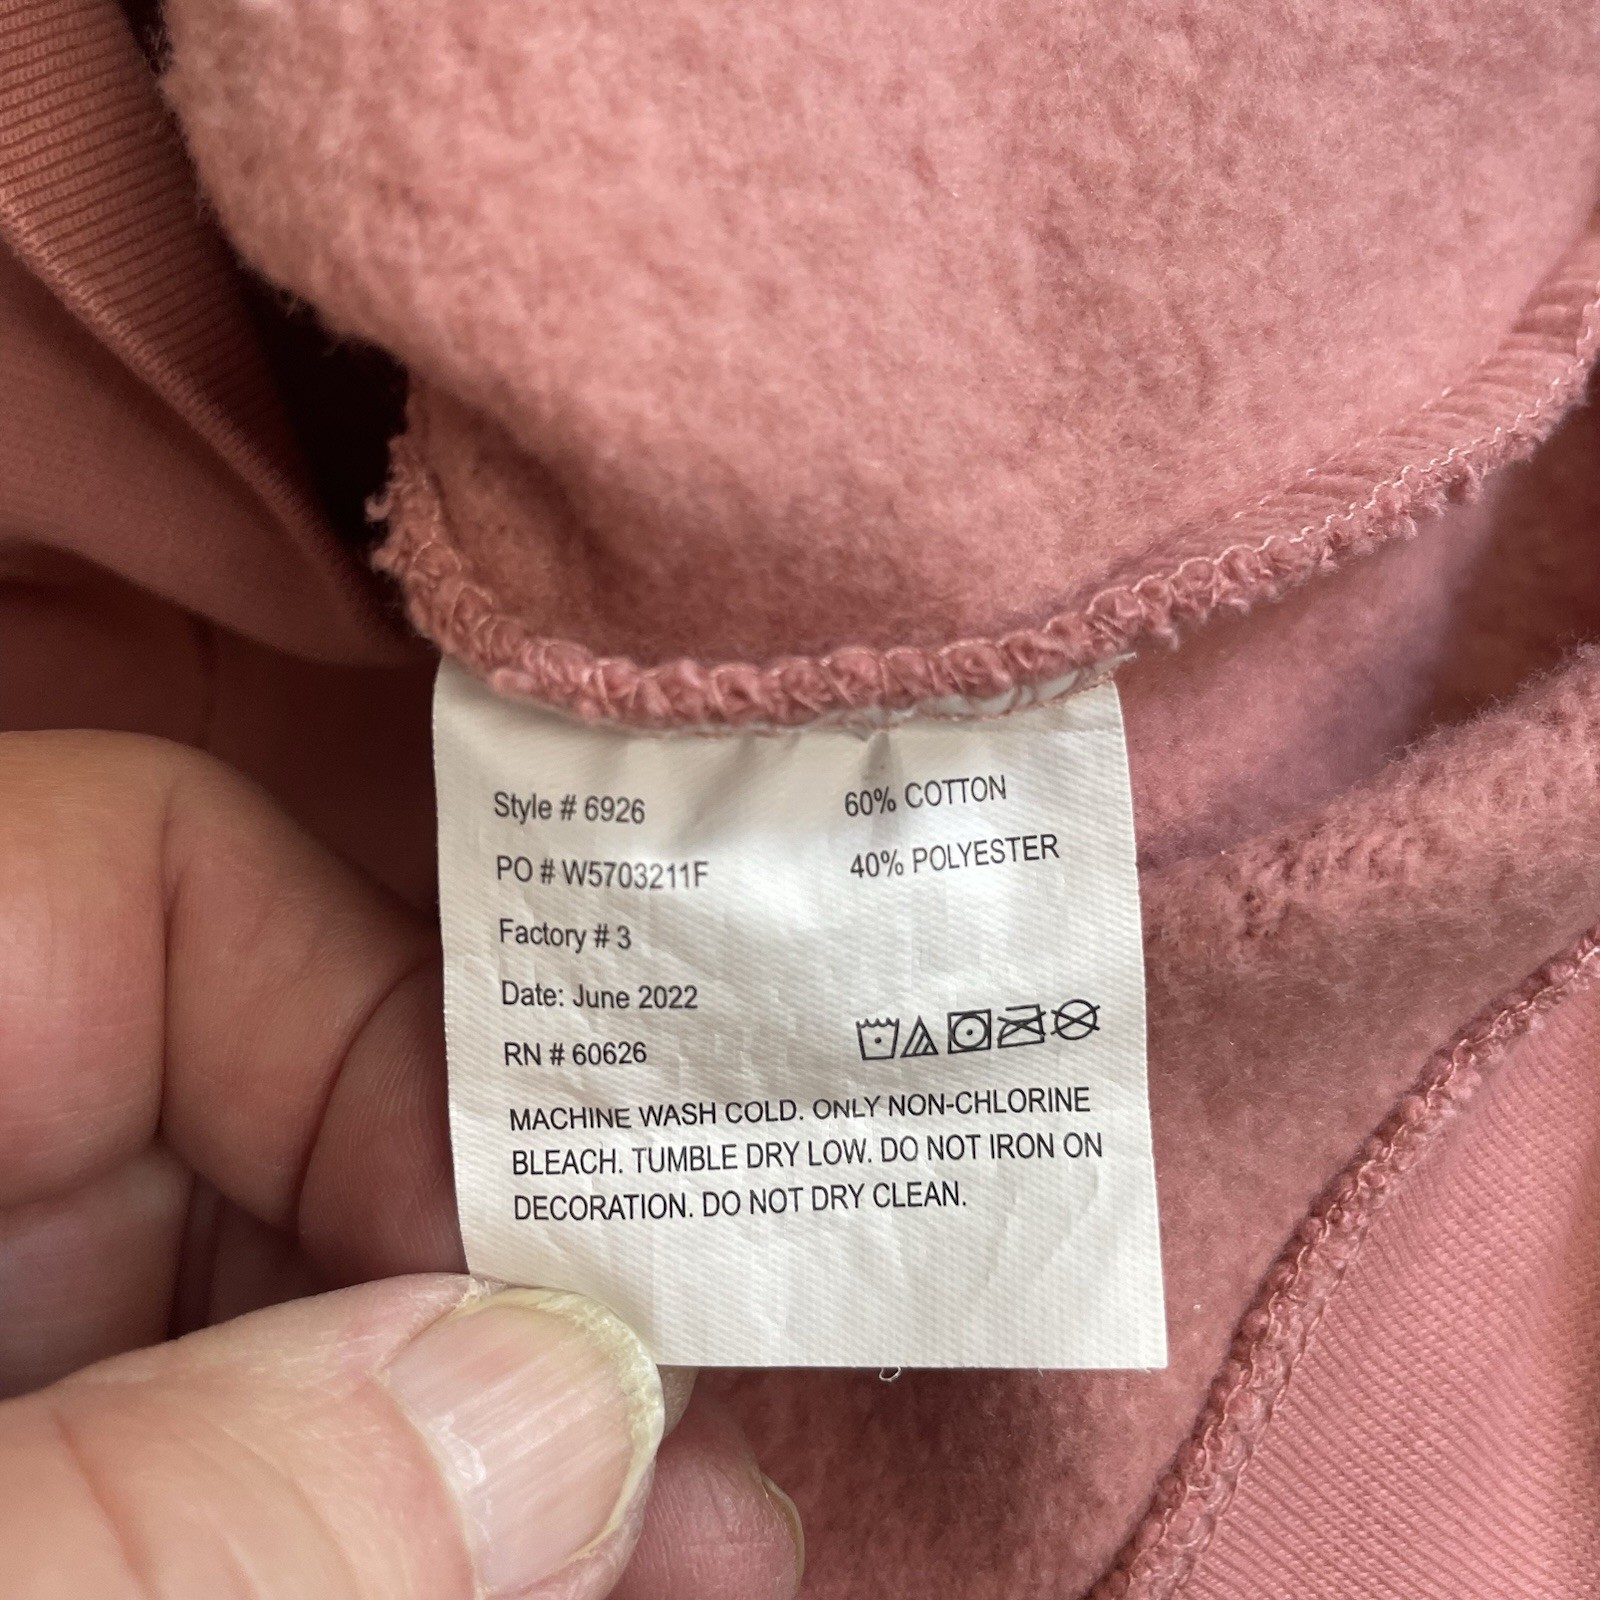 Style # 6926
PO # W5703211F
Factory # 3
Date: June 2022
RN # 60626
60% COTTON
40% POLYESTER
MACHINE WASH COLD. ONLY NON-CHLORINE
BLEACH. TUMBLE DRY LOW. DO NOT IRON ON
DECORATION. DO NOT DRY CLEAN.